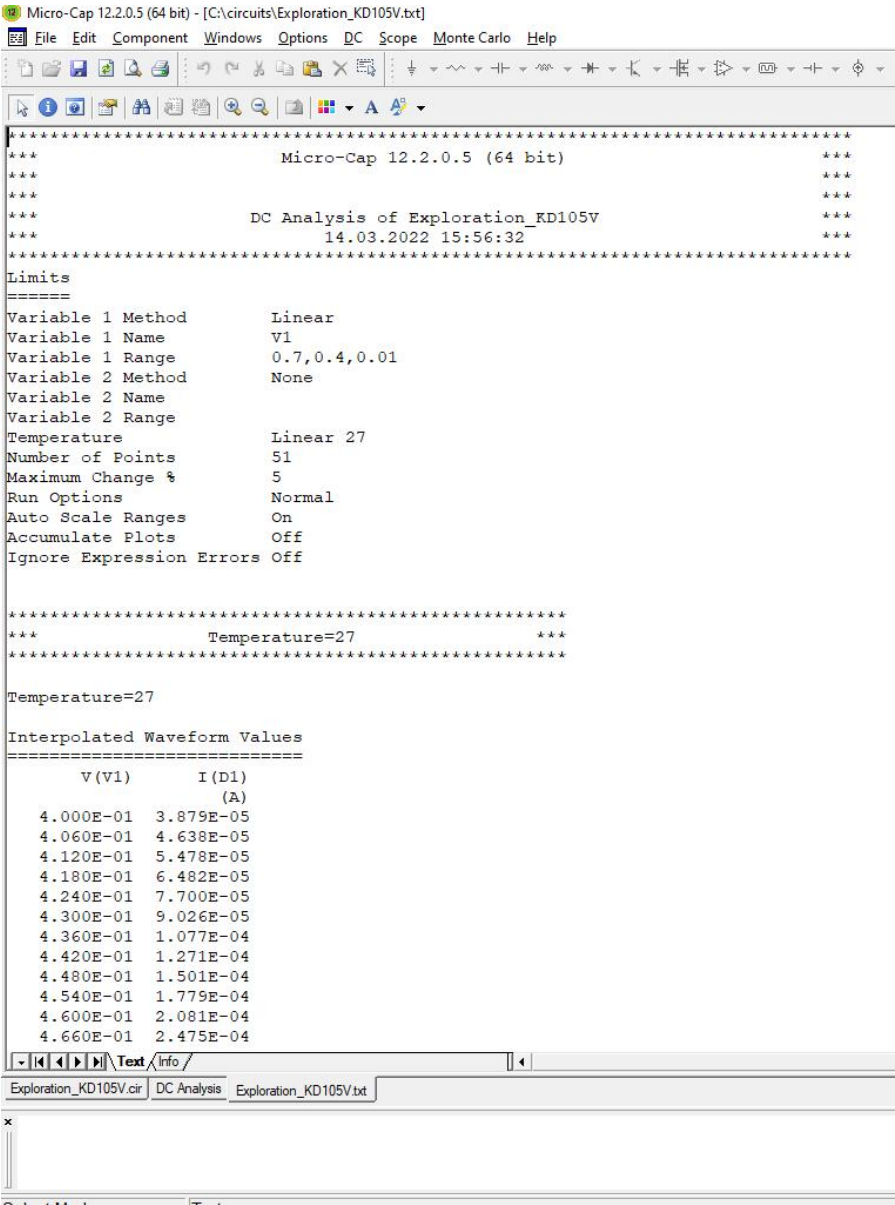 Micro-Cap 12.2.0.5 (64 bit) - [C:\circuits\Exploration_KD105V.txt]
File Edit Component Windows Options DC Scope Monte Carlo Help
********************************************************************************
*** Micro-Cap 12.2.0.5 (64 bit) ***
*** ***
*** ***
*** DC Analysis of Exploration_KD105V ***
*** 14.03.2022 15:56:32 ***
********************************************************************************
Limits
======
Variable 1 Method Linear
Variable 1 Name V1
Variable 1 Range 0.7,0.4,0.01
Variable 2 Method None
Variable 2 Name
Variable 2 Range
Temperature Linear 27
Number of Points 51
Maximum Change % 5
Run Options Normal
Auto Scale Ranges On
Accumulate Plots Off
Ignore Expression Errors Off
*****************************************************
*** Temperature=27 ***
*****************************************************
Temperature=27
Interpolated Waveform Values
============================
V(V1) I(D1)
(A)
4.000E-01 3.879E-05
4.060E-01 4.638E-05
4.120E-01 5.478E-05
4.180E-01 6.482E-05
4.240E-01 7.700E-05
4.300E-01 9.026E-05
4.360E-01 1.077E-04
4.420E-01 1.271E-04
4.480E-01 1.501E-04
4.540E-01 1.779E-04
4.600E-01 2.081E-04
4.660E-01 2.475E-04
Text Info
Exploration_KD105V.cir DC Analysis Exploration_KD105V.txt